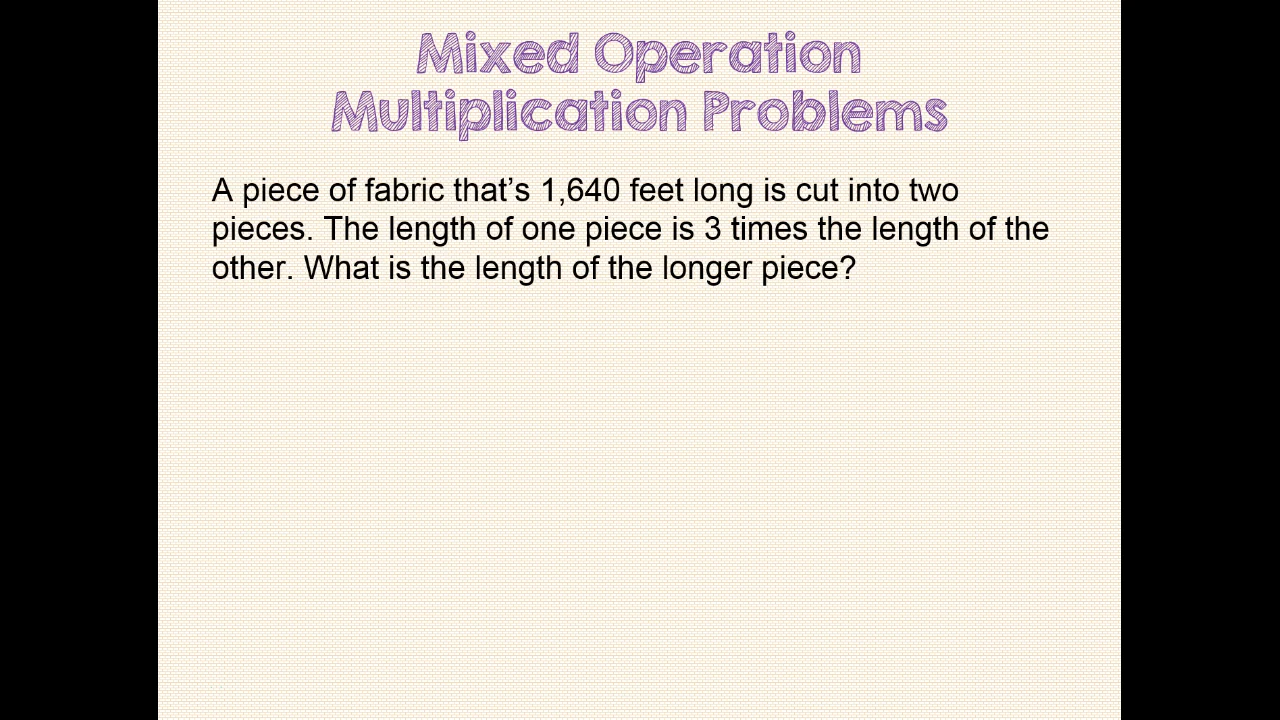 Mixed Operation
Multiplication Problems
A piece of fabric that’s 1,640 feet long is cut into two
pieces. The length of one piece is 3 times the length of the
other. What is the length of the longer piece?